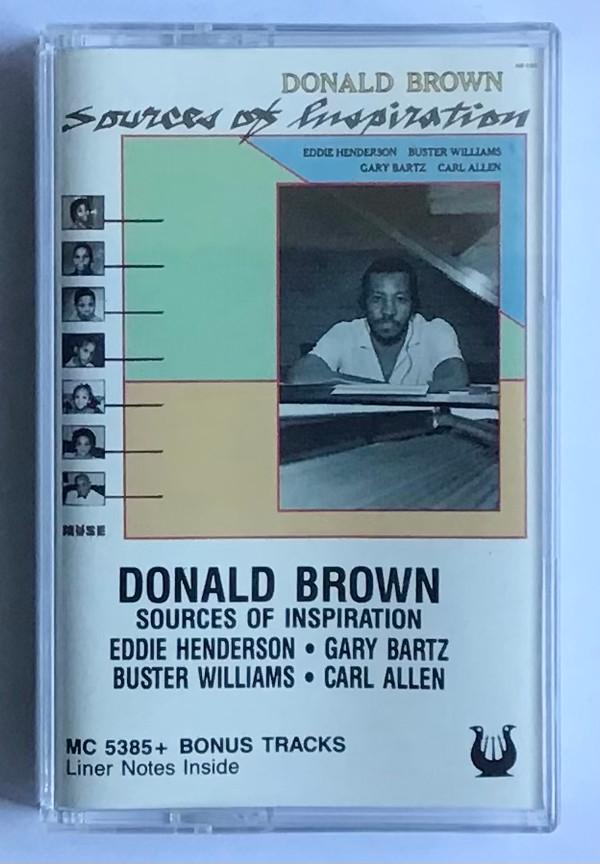 DONALD BROWN
Sources of Inspiration
EDDIE HENDERSON BUSTER WILLIAMS
GARY BARTZ CARL ALLEN
MUSE
DONALD BROWN
SOURCES OF INSPIRATION
EDDIE HENDERSON • GARY BARTZ
BUSTER WILLIAMS • CARL ALLEN
MC 5385+ BONUS TRACKS
Liner Notes Inside